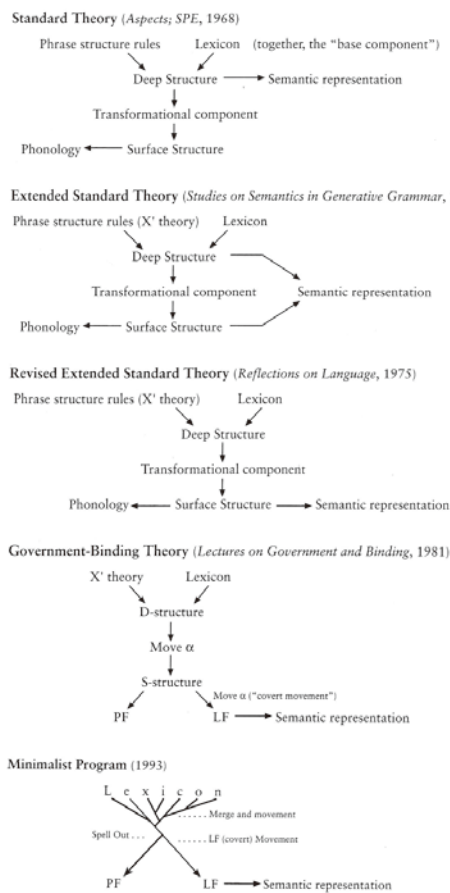 Standard Theory (Aspects; SPE, 1968)
Phrase structure rules Lexicon (together, the “base component”)
Deep Structure Semantic representation
Transformational component
Phonology Surface Structure
Extended Standard Theory (Studies on Semantics in Generative Grammar,
Phrase structure rules (X' theory) Lexicon
Deep Structure
Transformational component Semantic representation
Phonology Surface Structure
Revised Extended Standard Theory (Reflections on Language, 1975)
Phrase structure rules (X' theory) Lexicon
Deep Structure
Transformational component
Phonology Surface Structure Semantic representation
Government-Binding Theory (Lectures on Government and Binding, 1981)
X' theory Lexicon
D-structure
Move α
S-structure
Move α (“covert movement”)
PF LF Semantic representation
Minimalist Program (1993)
L e x i c o n
......Merge and movement
Spell Out... ......LF (covert) Movement
PF LF Semantic representation